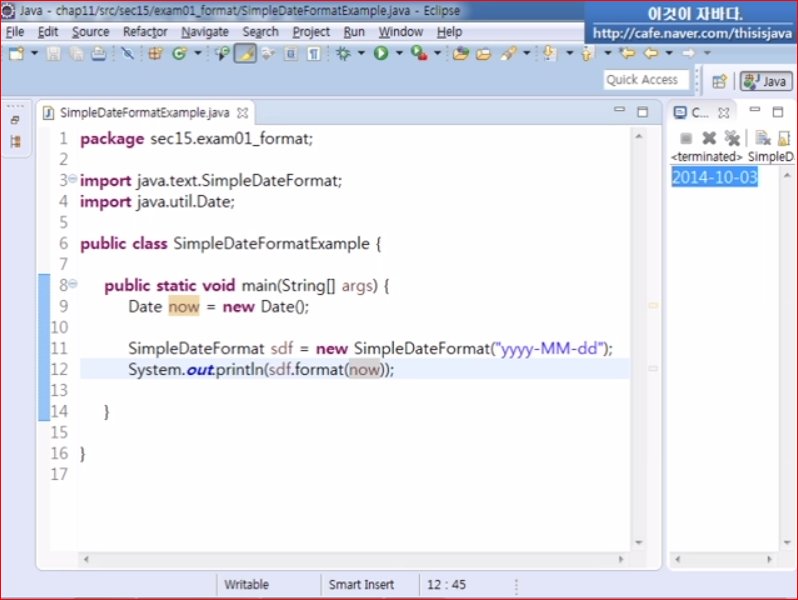 Java - chap11/src/sec15/exam01_format/SimpleDateFormatExample.java - Eclipse
이것이 자바다.
http://cafe.naver.com/thisisjava
File Edit Source Refactor Navigate Search Project Run Window Help
Quick Access
Java
SimpleDateFormatExample.java
C...
<terminated> SimpleD
2014-10-03
1 package sec15.exam01_format;
2
3 import java.text.SimpleDateFormat;
4 import java.util.Date;
5
6 public class SimpleDateFormatExample {
7
8 public static void main(String[] args) {
9 Date now = new Date();
10
11 SimpleDateFormat sdf = new SimpleDateFormat("yyyy-MM-dd");
12 System.out.println(sdf.format(now));
13
14 }
15
16 }
17
Writable
Smart Insert
12 : 45